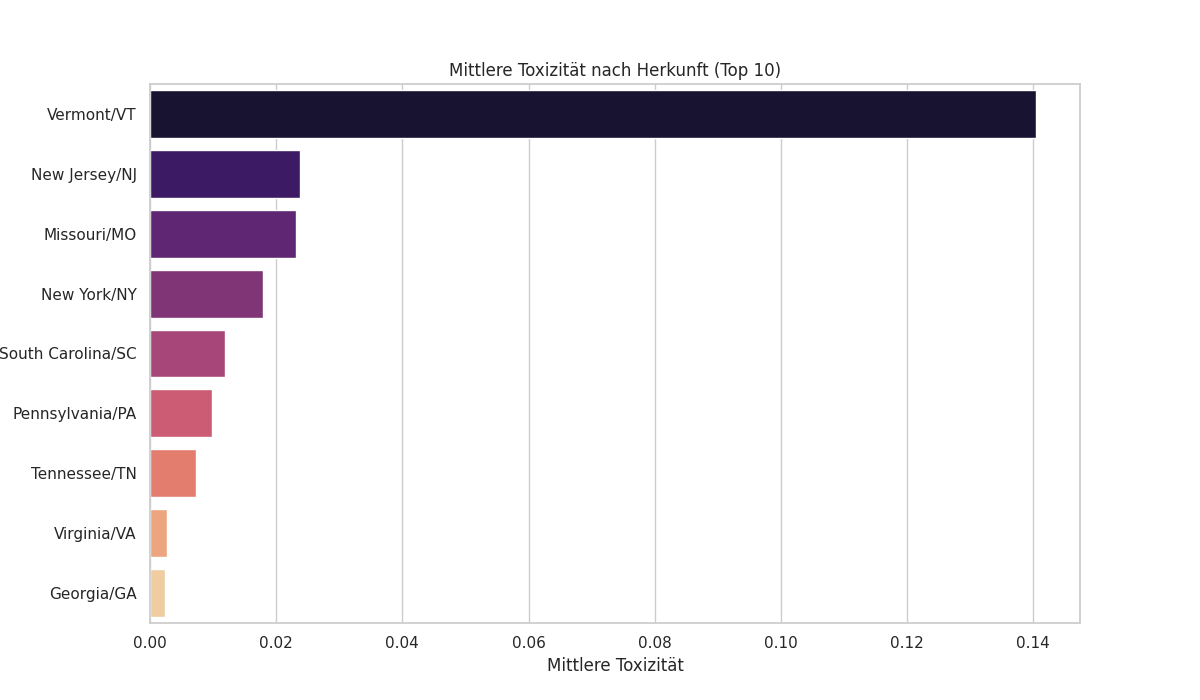 Mittlere Toxizität nach Herkunft (Top 10)
Vermont/VT
New Jersey/NJ
Missouri/MO
New York/NY
South Carolina/SC
Pennsylvania/PA
Tennessee/TN
Virginia/VA
Georgia/GA
0.00 0.02 0.04 0.06 0.08 0.10 0.12 0.14
Mittlere Toxizität